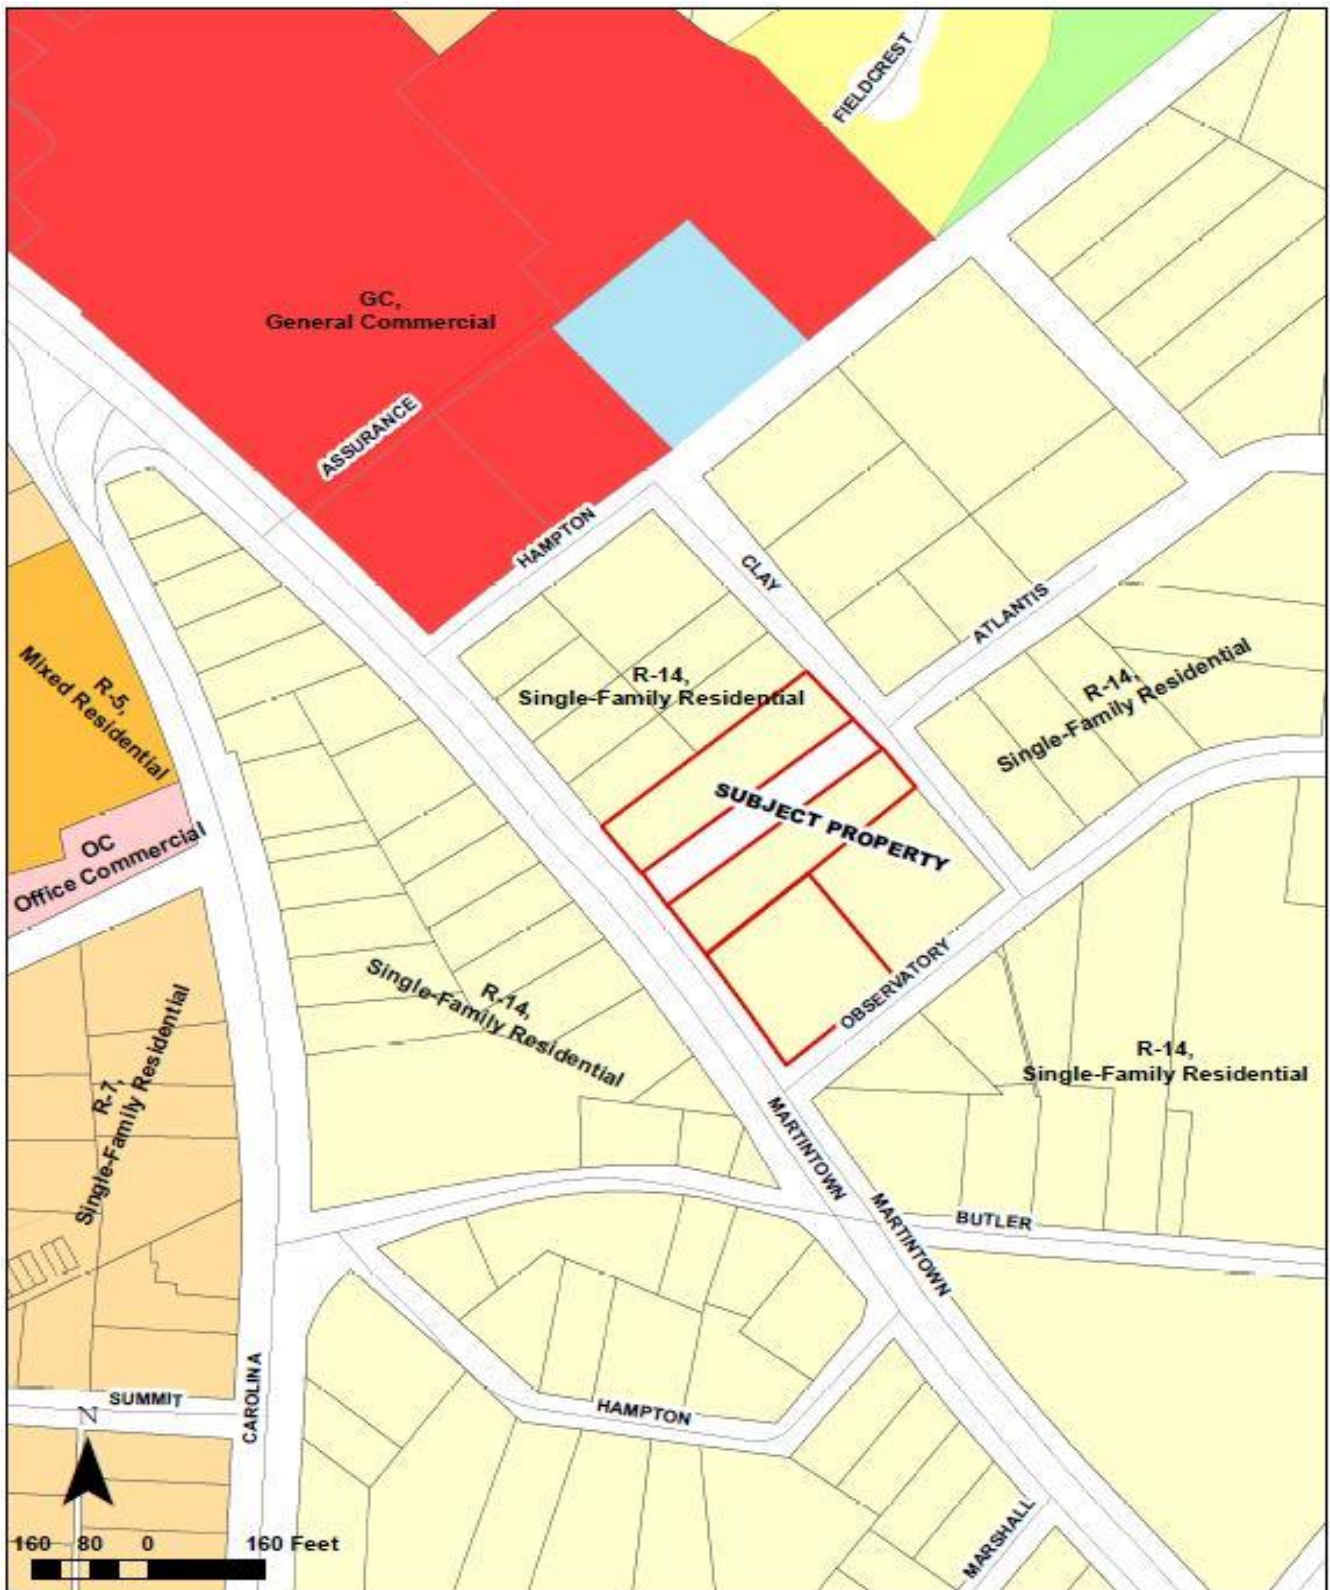 FIELDCREST
GC,
General Commercial
ASSURANCE
HAMPTON
CLAY
ATLANTIS
R-5,
Mixed Residential
R-14,
Single-Family Residential
R-14,
Single-Family Residential
SUBJECT PROPERTY
OC
Office Commercial
OBSERVATORY
R-14,
Single-Family Residential
R-7,
Single-Family Residential
R-14,
Single-Family Residential
MARTINTOWN
MARTINTOWN
BUTLER
CAROLINA
SUMMIT
N
HAMPTON
MARSHALL
160 80 0 160 Feet